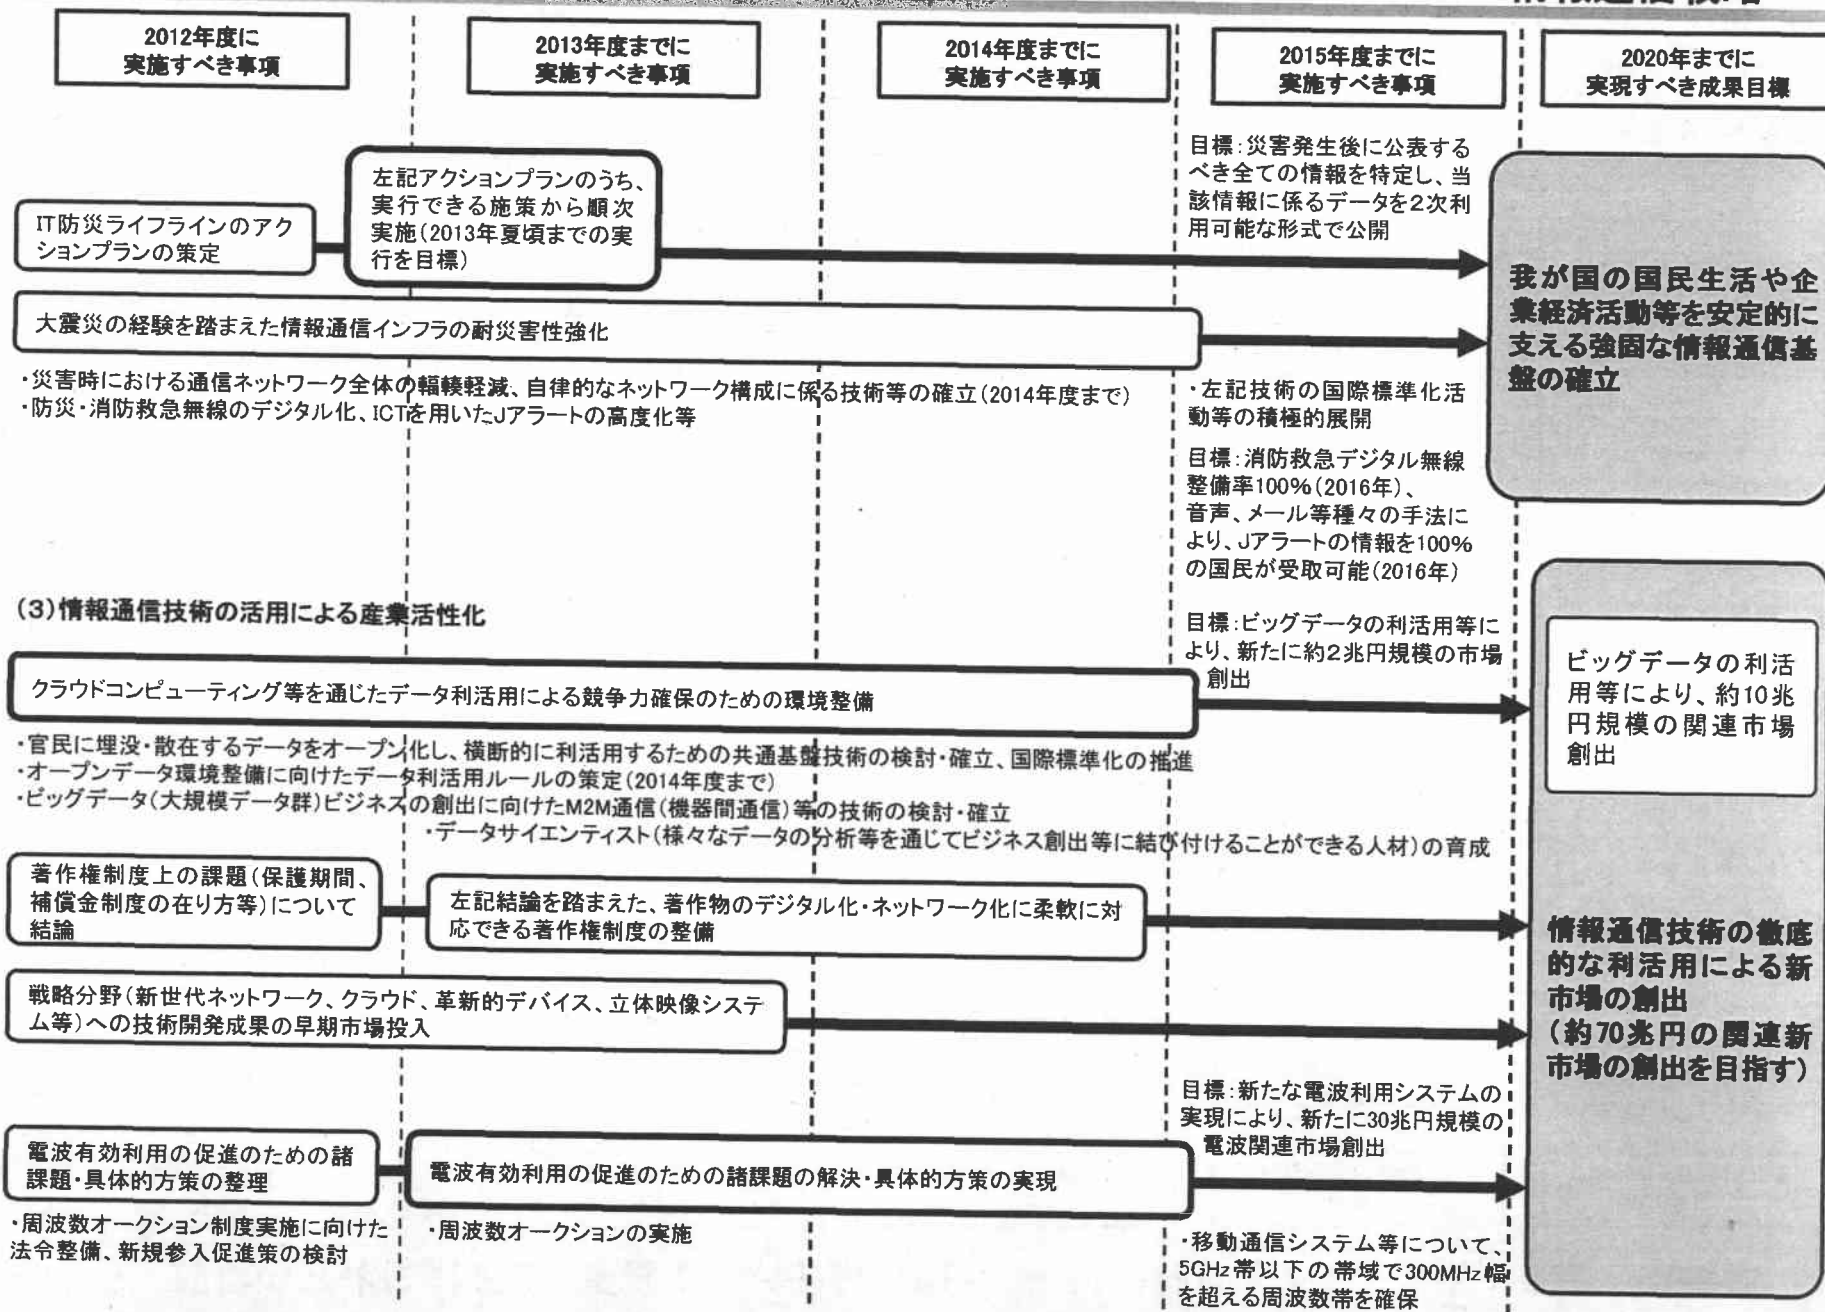 2012年度に
実施すべき事項
2013年度までに
実施すべき事項
2014年度までに
実施すべき事項
2015年度までに
実施すべき事項
2020年までに
実現すべき成果目標
IT防災ライフラインのアク
ションプランの策定
左記アクションプランのうち、
実行できる施策から順次
実施(2013年夏頃までの実
行を目標)
目標:災害発生後に公表する
べき全ての情報を特定し、当
該情報に係るデータを2次利
用可能な形式で公開
大震災の経験を踏まえた情報通信インフラの耐災害性強化
・災害時における通信ネットワーク全体の輻輳軽減、自律的なネットワーク構成に係る技術等の確立(2014年度まで)
・防災・消防救急無線のデジタル化、ICTを用いたJアラートの高度化等
・左記技術の国際標準化活
動等の積極的展開
目標:消防救急デジタル無線
整備率100%(2016年)、
音声、メール等種々の手法に
より、Jアラートの情報を100%
の国民が受取可能(2016年)
我が国の国民生活や企
業経済活動等を安定的に
支える強固な情報通信基
盤の確立
(3)情報通信技術の活用による産業活性化
目標:ビッグデータの利活用等に
より、新たに約2兆円規模の市場
創出
クラウドコンピューティング等を通じたデータ利活用による競争力確保のための環境整備
・官民に埋没・散在するデータをオープン化し、横断的に利活用するための共通基盤技術の検討・確立、国際標準化の推進
・オープンデータ環境整備に向けたデータ利活用ルールの策定(2014年度まで)
・ビッグデータ(大規模データ群)ビジネスの創出に向けたM2M通信(機器間通信)等の技術の検討・確立
・データサイエンティスト(様々なデータの分析等を通じてビジネス創出等に結び付けることができる人材)の育成
ビッグデータの利活
用等により、約10兆
円規模の関連市場
創出
著作権制度上の課題(保護期間、
補償金制度の在り方等)について
結論
左記結論を踏まえた、著作物のデジタル化・ネットワーク化に柔軟に対
応できる著作権制度の整備
戦略分野(新世代ネットワーク、クラウド、革新的デバイス、立体映像システ
ム等)への技術開発成果の早期市場投入
情報通信技術の徹底
的な利活用による新
市場の創出
(約70兆円の関連新
市場の創出を目指す)
目標:新たな電波利用システムの
実現により、新たに30兆円規模の
電波関連市場創出
電波有効利用の促進のための諸
課題・具体的方策の整理
電波有効利用の促進のための諸課題の解決・具体的方策の実現
・周波数オークション制度実施に向けた
法令整備、新規参入促進策の検討
・周波数オークションの実施
・移動通信システム等について、
5GHz帯以下の帯域で300MHz幅
を超える周波数帯を確保